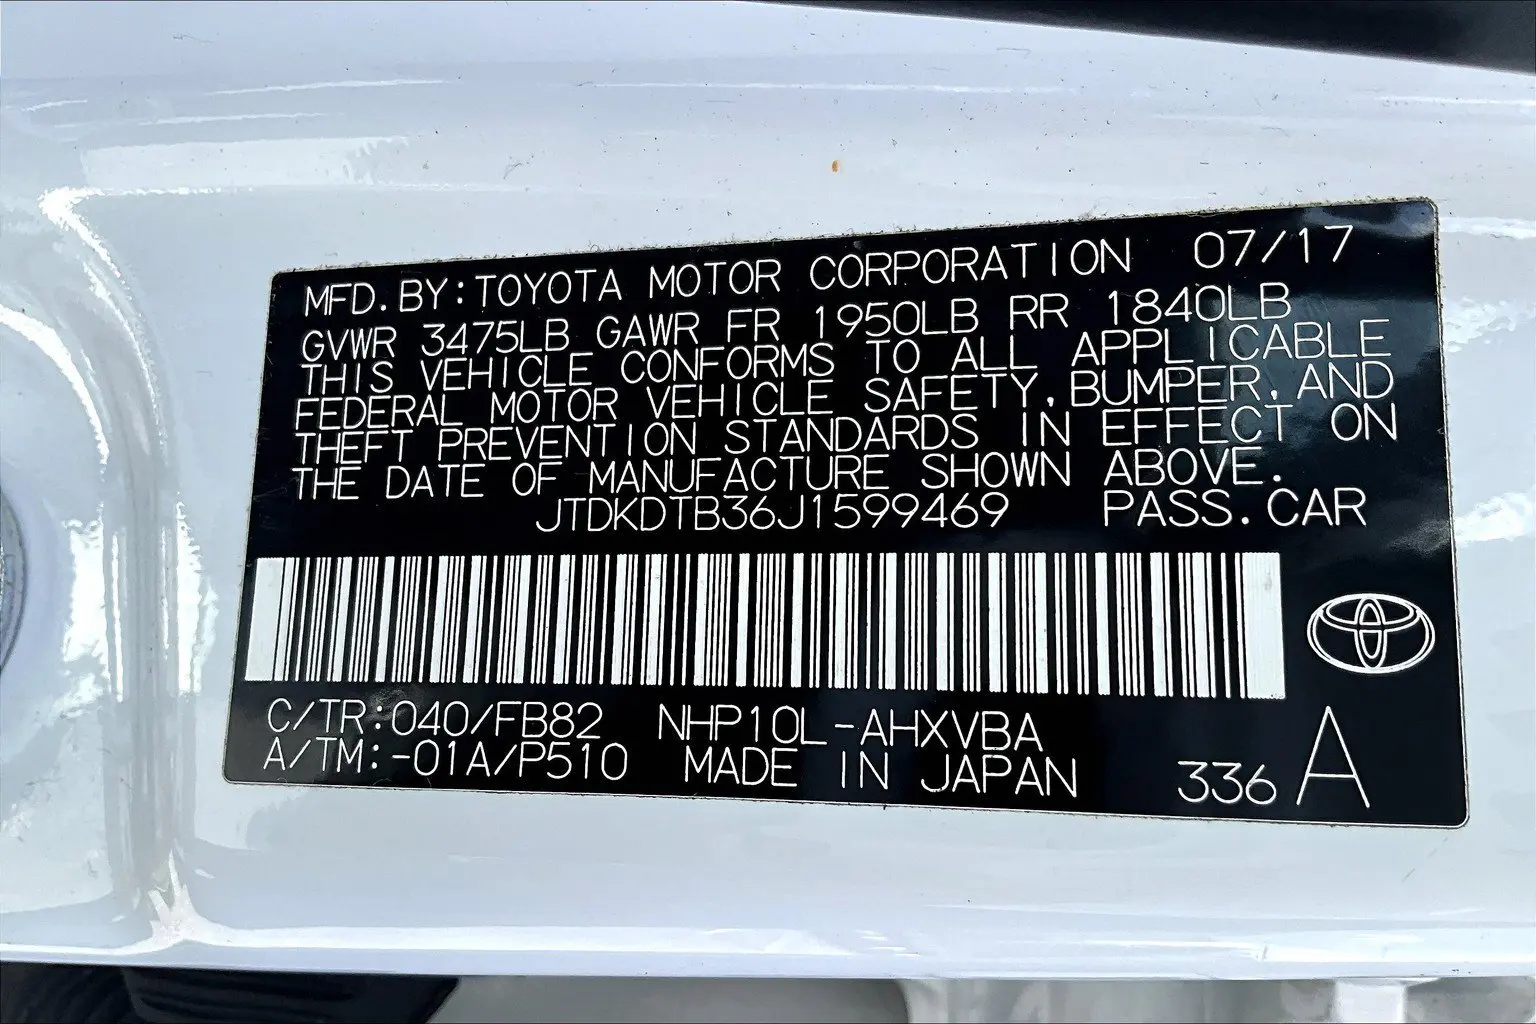 MFD.BY:TOYOTA MOTOR CORPORATION 07/17
GVWR 3475LB GAWR FR 1950LB RR 1840LB
THIS VEHICLE CONFORMS TO ALL APPLICABLE
FEDERAL MOTOR VEHICLE SAFETY,BUMPER,AND
THEFT PREVENTION STANDARDS IN EFFECT ON
THE DATE OF MANUFACTURE SHOWN ABOVE.
JTDKDTB36J1599469 PASS.CAR
C/TR:040/FB82 NHP10L-AHXVBA
A/TM:-01A/P510 MADE IN JAPAN 336 A